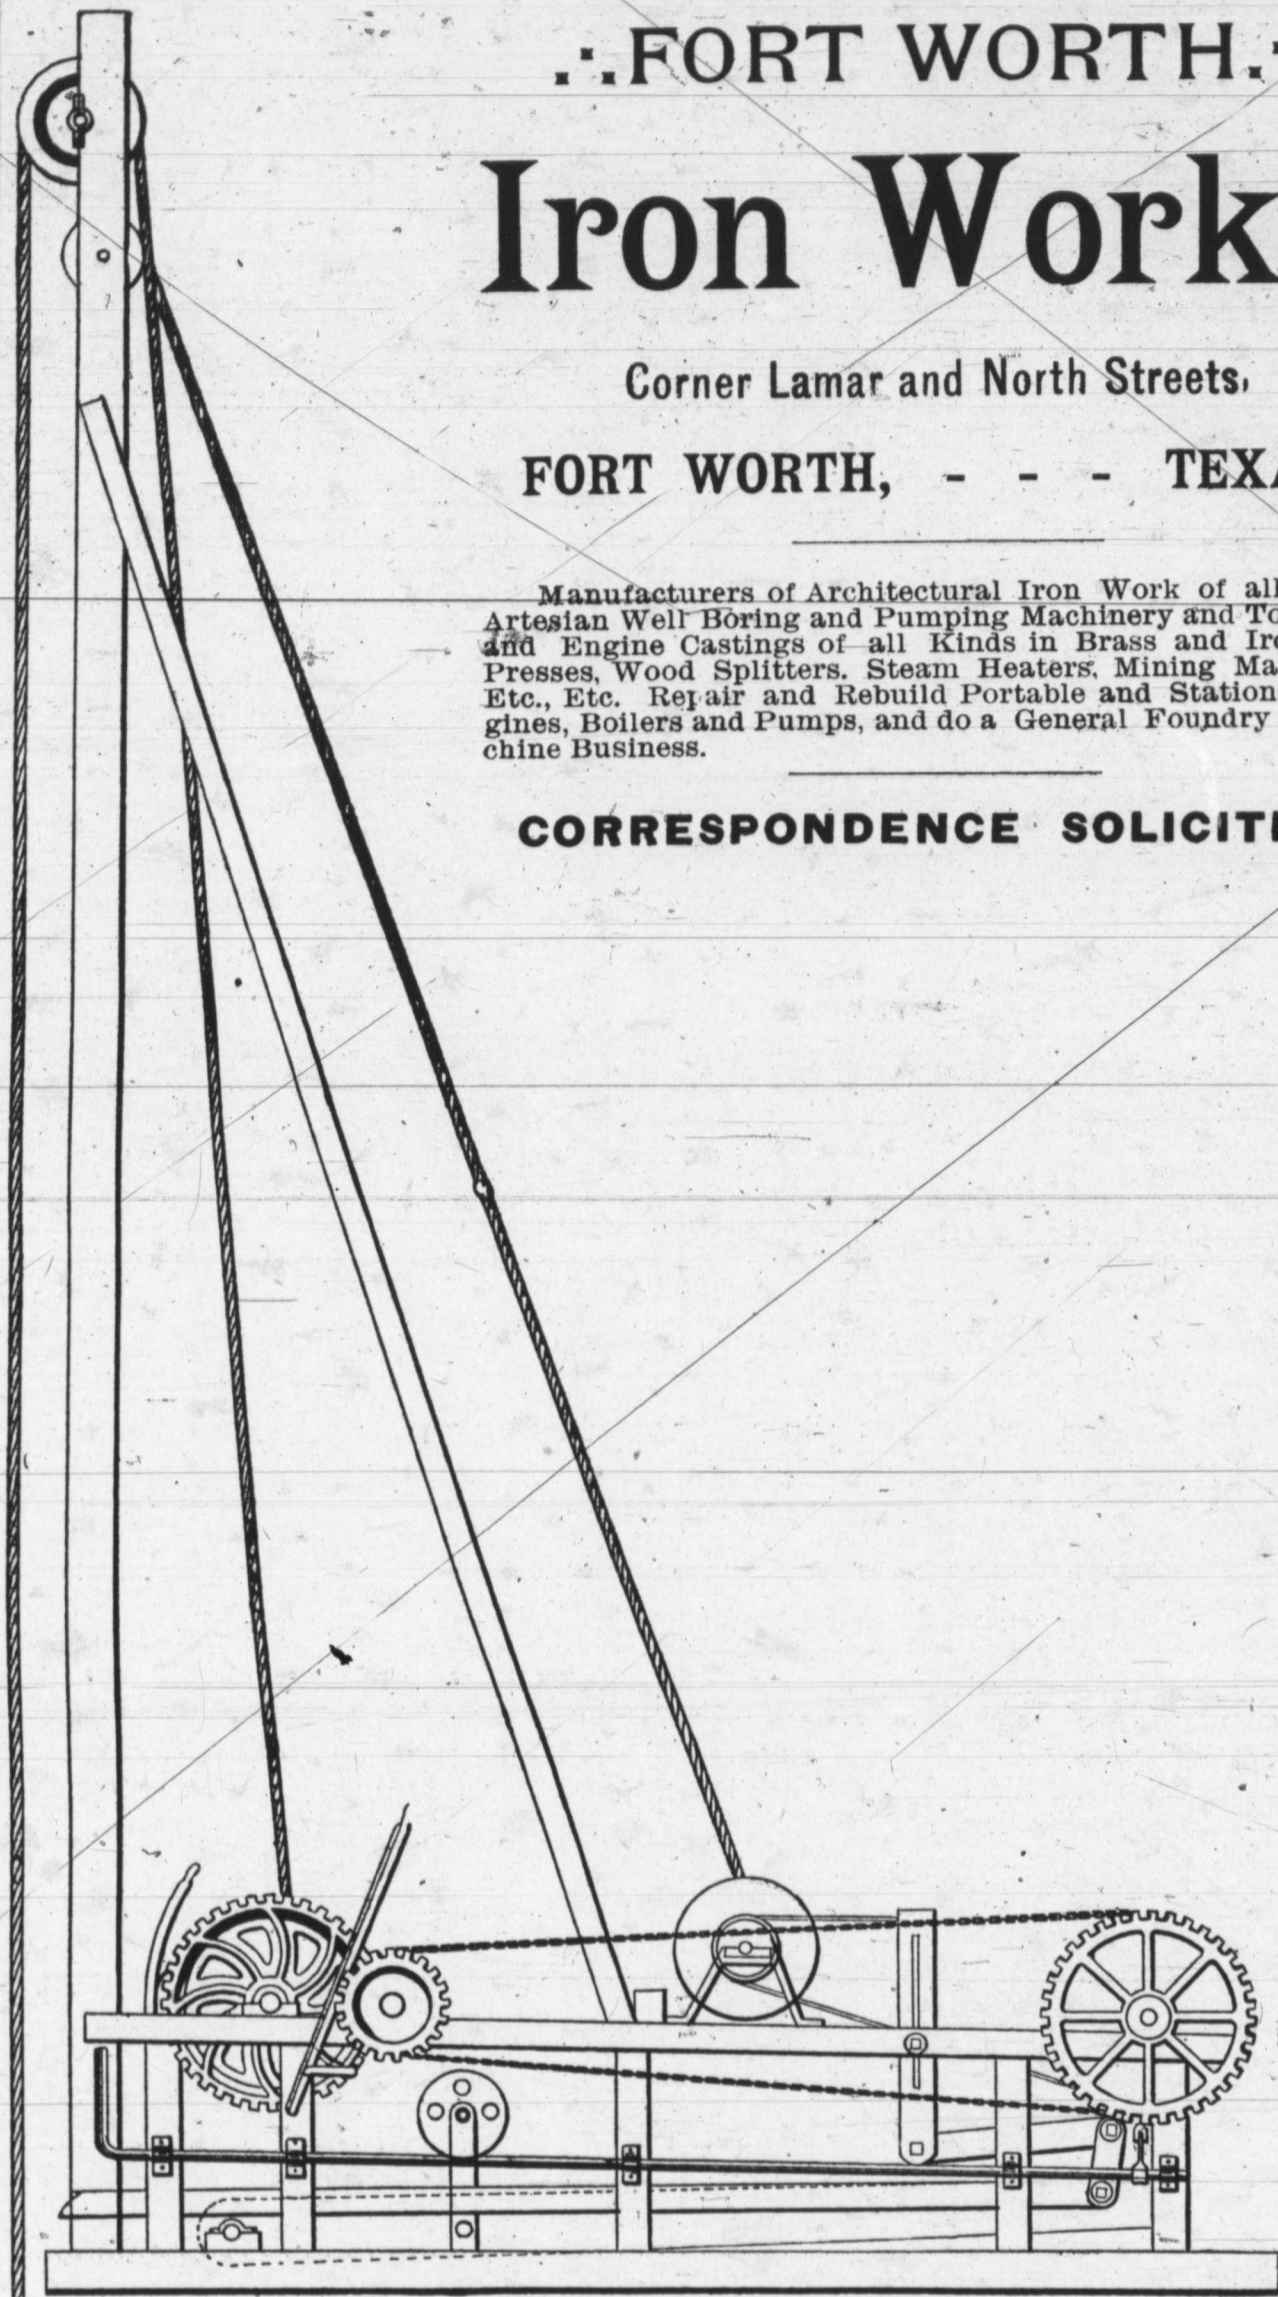 .·.FORT WORTH.·
Iron Work
Corner Lamar and North Streets,
FORT WORTH, - - - TEXA
Manufacturers of Architectural Iron Work of all
Artesian Well Boring and Pumping Machinery and To
and Engine Castings of all Kinds in Brass and Iro
Presses, Wood Splitters. Steam Heaters, Mining Ma
Etc., Etc. Repair and Rebuild Portable and Station
gines, Boilers and Pumps, and do a General Foundry
chine Business.
CORRESPONDENCE SOLICIT